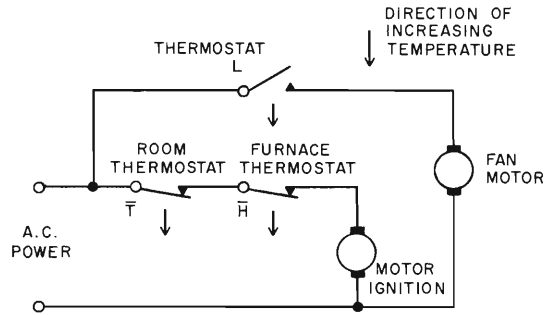 DIRECTION OF
INCREASING
TEMPERATURE
THERMOSTAT
L
ROOM
THERMOSTAT
FURNACE
THERMOSTAT
FAN
MOTOR
T̅
H̅
A.C.
POWER
MOTOR
IGNITION